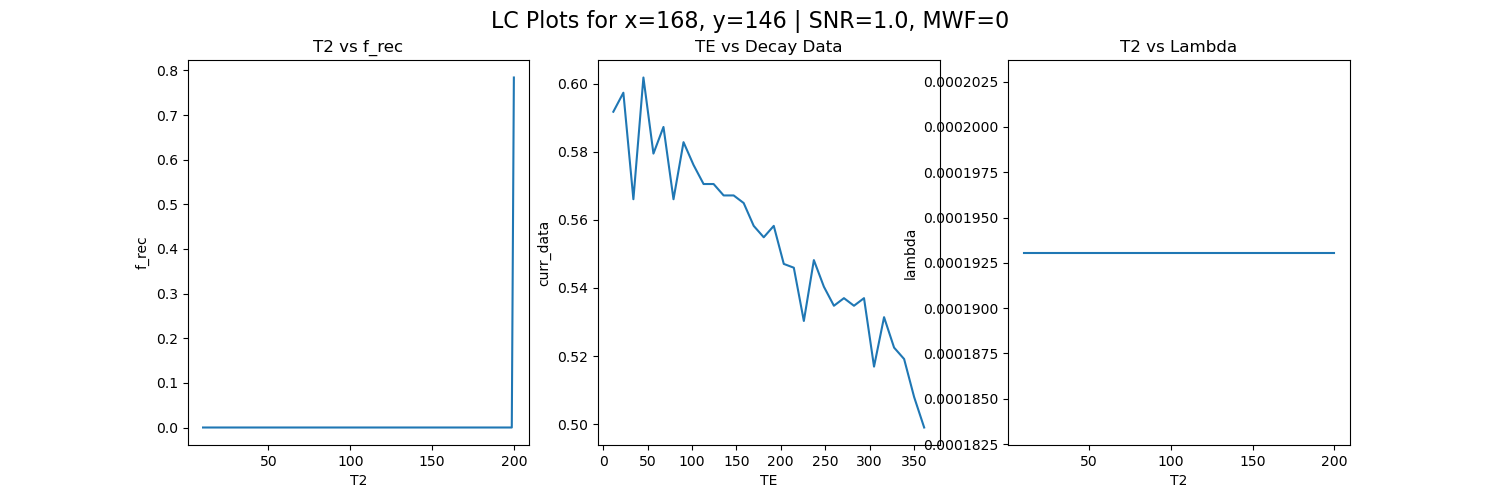 LC Plots for x=168, y=146 | SNR=1.0, MWF=0
T2 vs f_rec
0.8
0.7
0.6
0.5
0.4
0.3
0.2
0.1
0.0
f_rec
50 100 150 200
T2
TE vs Decay Data
0.60
0.58
0.56
0.54
0.52
0.50
curr_data
0 50 100 150 200 250 300 350
TE
T2 vs Lambda
0.0002025
0.0002000
0.0001975
0.0001950
0.0001925
0.0001900
0.0001875
0.0001850
0.0001825
lambda
50 100 150 200
T2